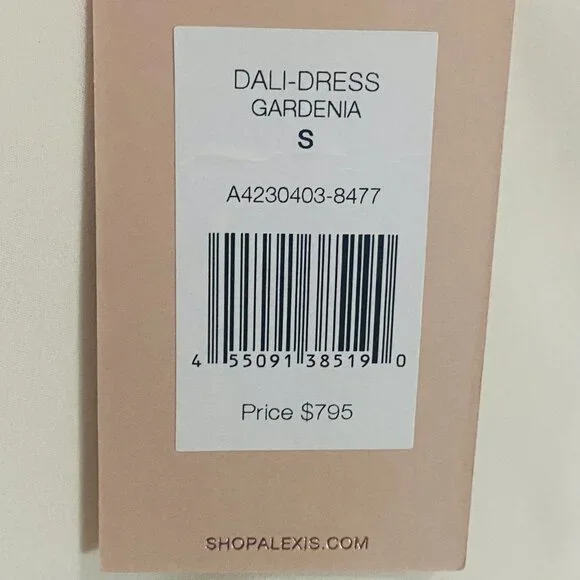 DALI-DRESS
GARDENIA
S
A4230403-8477
4 55091 38519 0
Price $795
SHOPALEXIS.COM